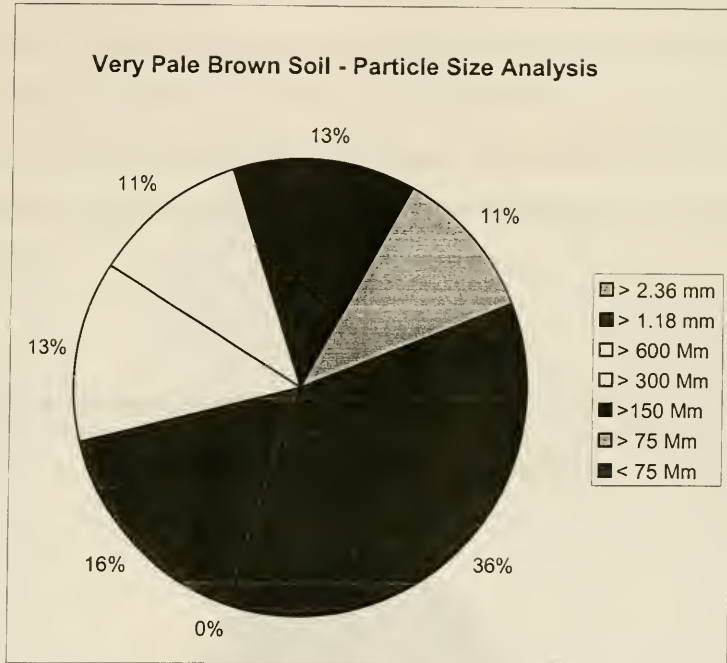 Very Pale Brown Soil - Particle Size Analysis
13%
11%
11%
13%
16%
36%
0%
> 2.36 mm
> 1.18 mm
> 600 Mm
> 300 Mm
>150 Mm
> 75 Mm
< 75 Mm